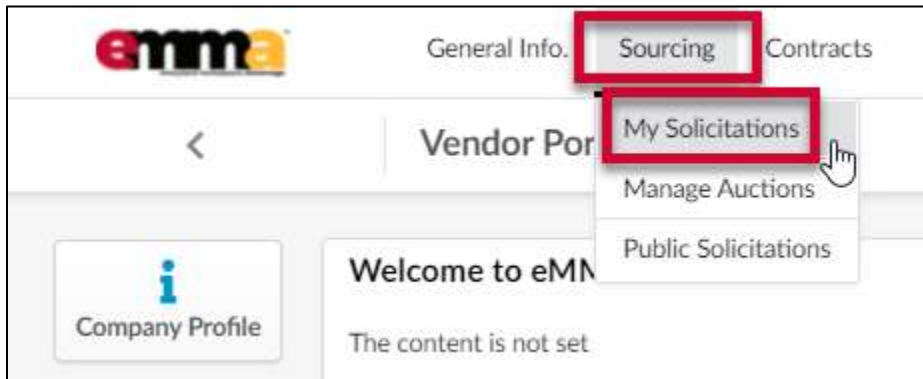 emma
General Info. Sourcing Contracts
Vendor Por
My Solicitations
Manage Auctions
Public Solicitations
Company Profile
Welcome to eMM
The content is not set